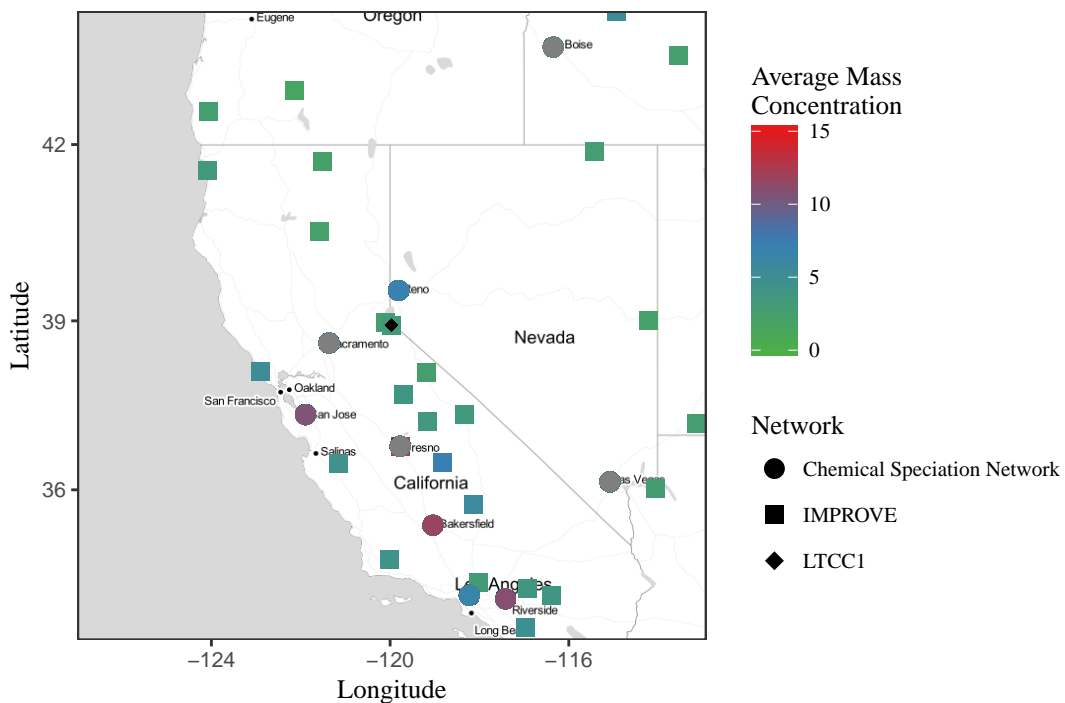 Oregon
Eugene
Boise
42
Reno
39
Nevada
Sacramento
Oakland
San Francisco
San Jose
Salinas
Fresno
Las Vegas
36
California
Bakersfield
Los Angeles
Riverside
Long Be
−124
−120
−116
Longitude
Latitude
Average Mass
Concentration
15
10
5
0
Network
Chemical Speciation Network
IMPROVE
LTCC1